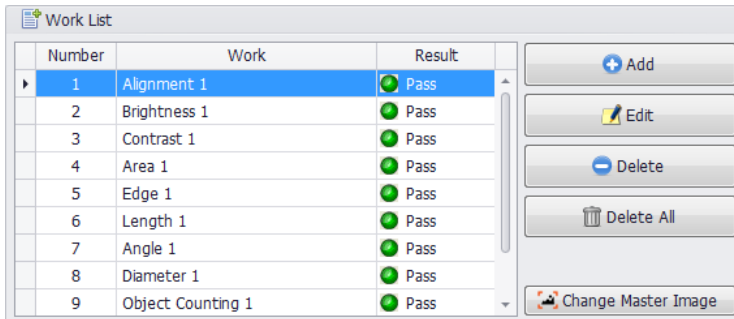 Work List
Number Work Result
1 Alignment 1 Pass
2 Brightness 1 Pass
3 Contrast 1 Pass
4 Area 1 Pass
5 Edge 1 Pass
6 Length 1 Pass
7 Angle 1 Pass
8 Diameter 1 Pass
9 Object Counting 1 Pass
Add
Edit
Delete
Delete All
Change Master Image